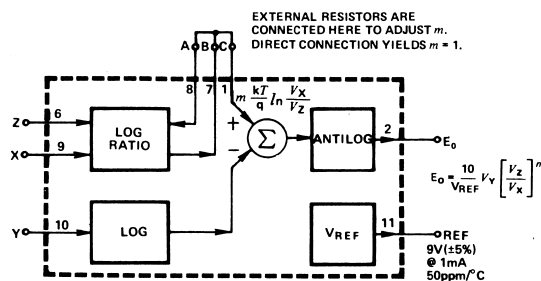 EXTERNAL RESISTORS ARE
CONNECTED HERE TO ADJUST m.
DIRECT CONNECTION YIELDS m = 1.
A B C
8 7 1
m kT/q ln VX/VZ
Z 6
X 9
LOG
RATIO
+
−
Σ
ANTILOG
2
E0
E0 = 10/VREF VY [VZ/VX]^n
Y 10
LOG
VREF
11
REF
9V(±5%)
@ 1mA
50ppm/°C